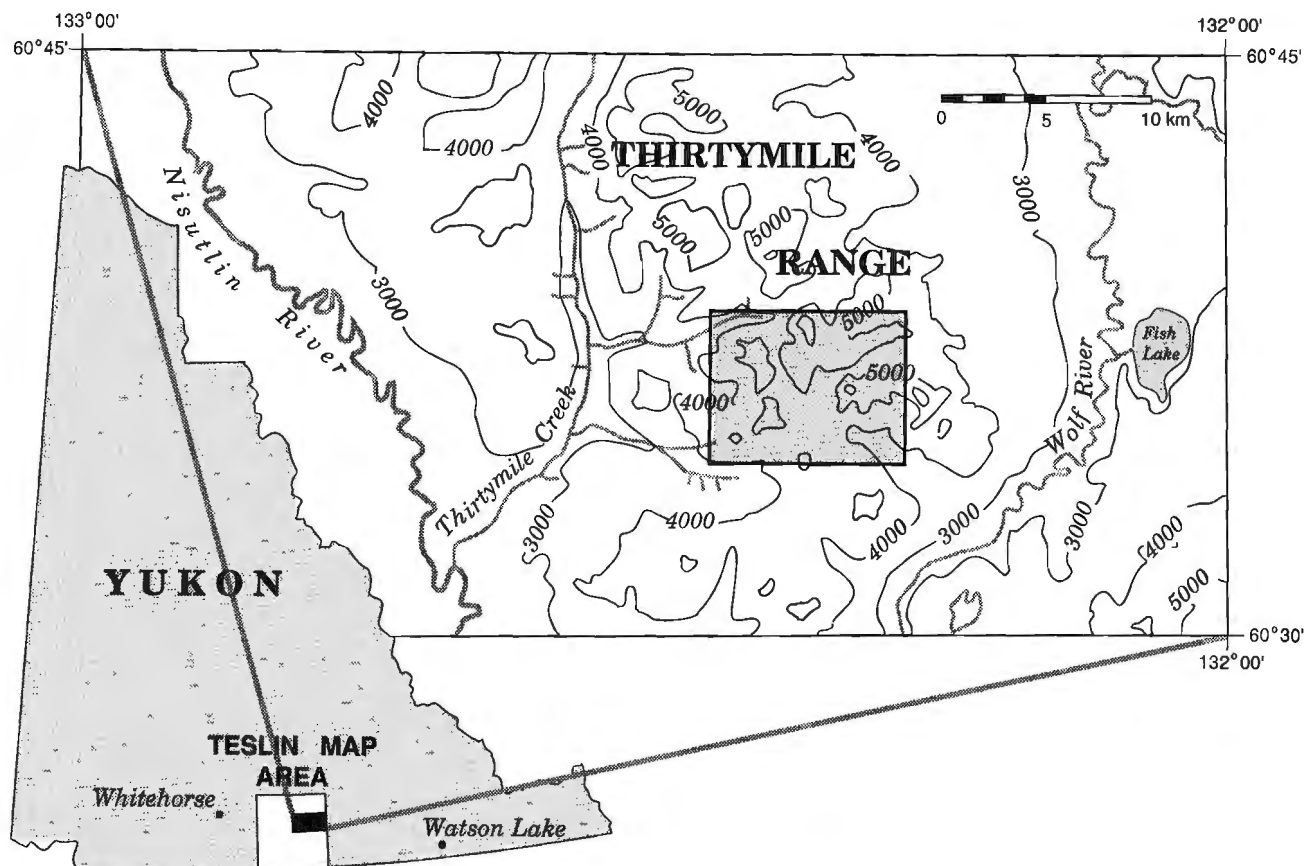 133°00'
132°00'
60°45'
60°45'
4000
5000
4000
4000
4000
THIRTYMILE
0 5 10 km
3000
Nisutlin River
5000
5000
RANGE
3000
5000
Fish
Lake
4000
5000
Wolf River
Thirtymile Creek
3000
4000
4000
3000
3000
4000
5000
YUKON
60°30'
132°00'
TESLIN MAP
AREA
Whitehorse
Watson Lake